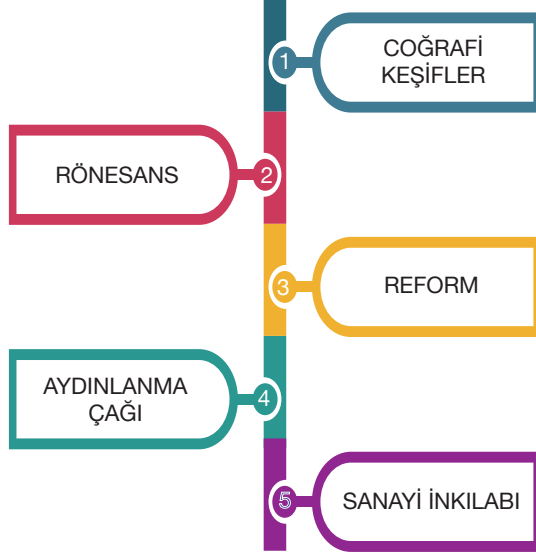 1
COĞRAFİ
KEŞİFLER
RÖNESANS
2
3
REFORM
AYDINLANMA
ÇAĞI
4
5
SANAYİ İNKILABI